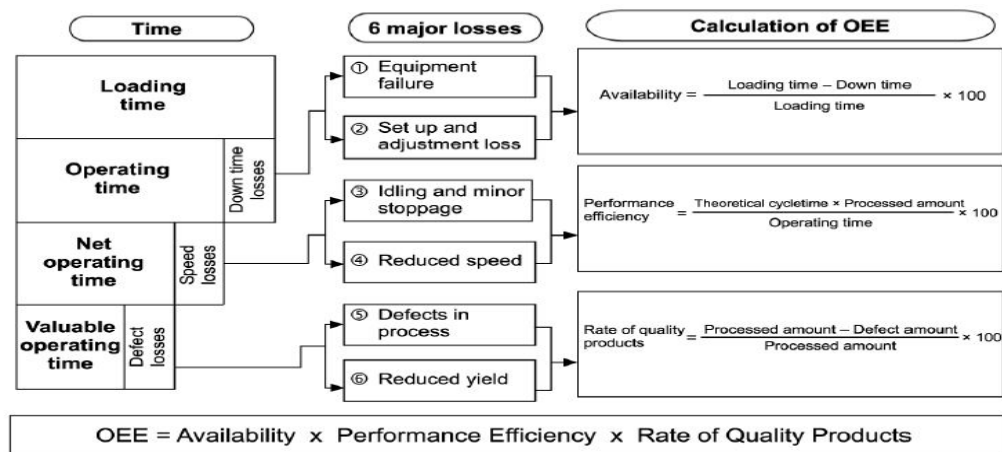 Time
6 major losses
Calculation of OEE
Loading
time
Operating
time
Down time
losses
Net
operating
time
Speed
losses
Valuable
operating
time
Defect
losses
① Equipment
failure
② Set up and
adjustment loss
③ Idling and minor
stoppage
④ Reduced speed
⑤ Defects in
process
⑥ Reduced yield
Availability = Loading time – Down time / Loading time × 100
Performance
efficiency = Theoretical cycletime × Processed amount / Operating time × 100
Rate of quality
products = Processed amount – Defect amount / Processed amount × 100
OEE = Availability x Performance Efficiency x Rate of Quality Products